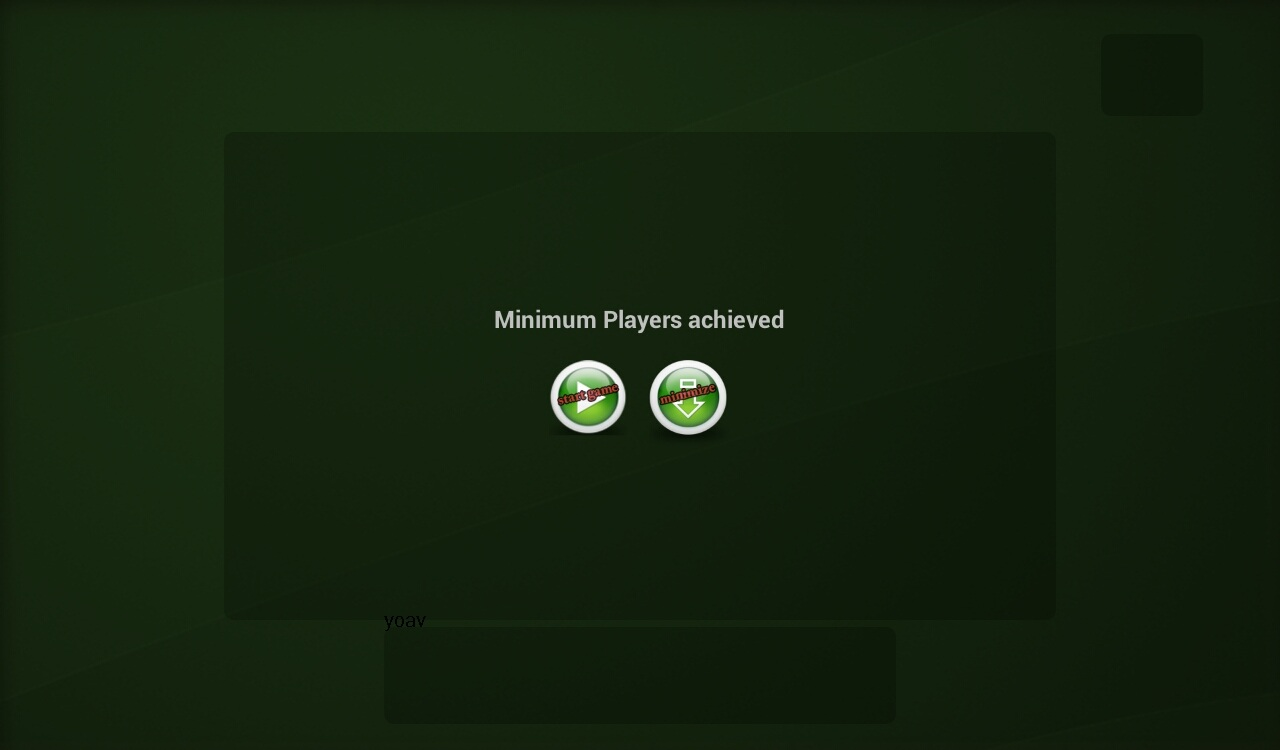 Minimum Players achieved
start game
minimize
yoav